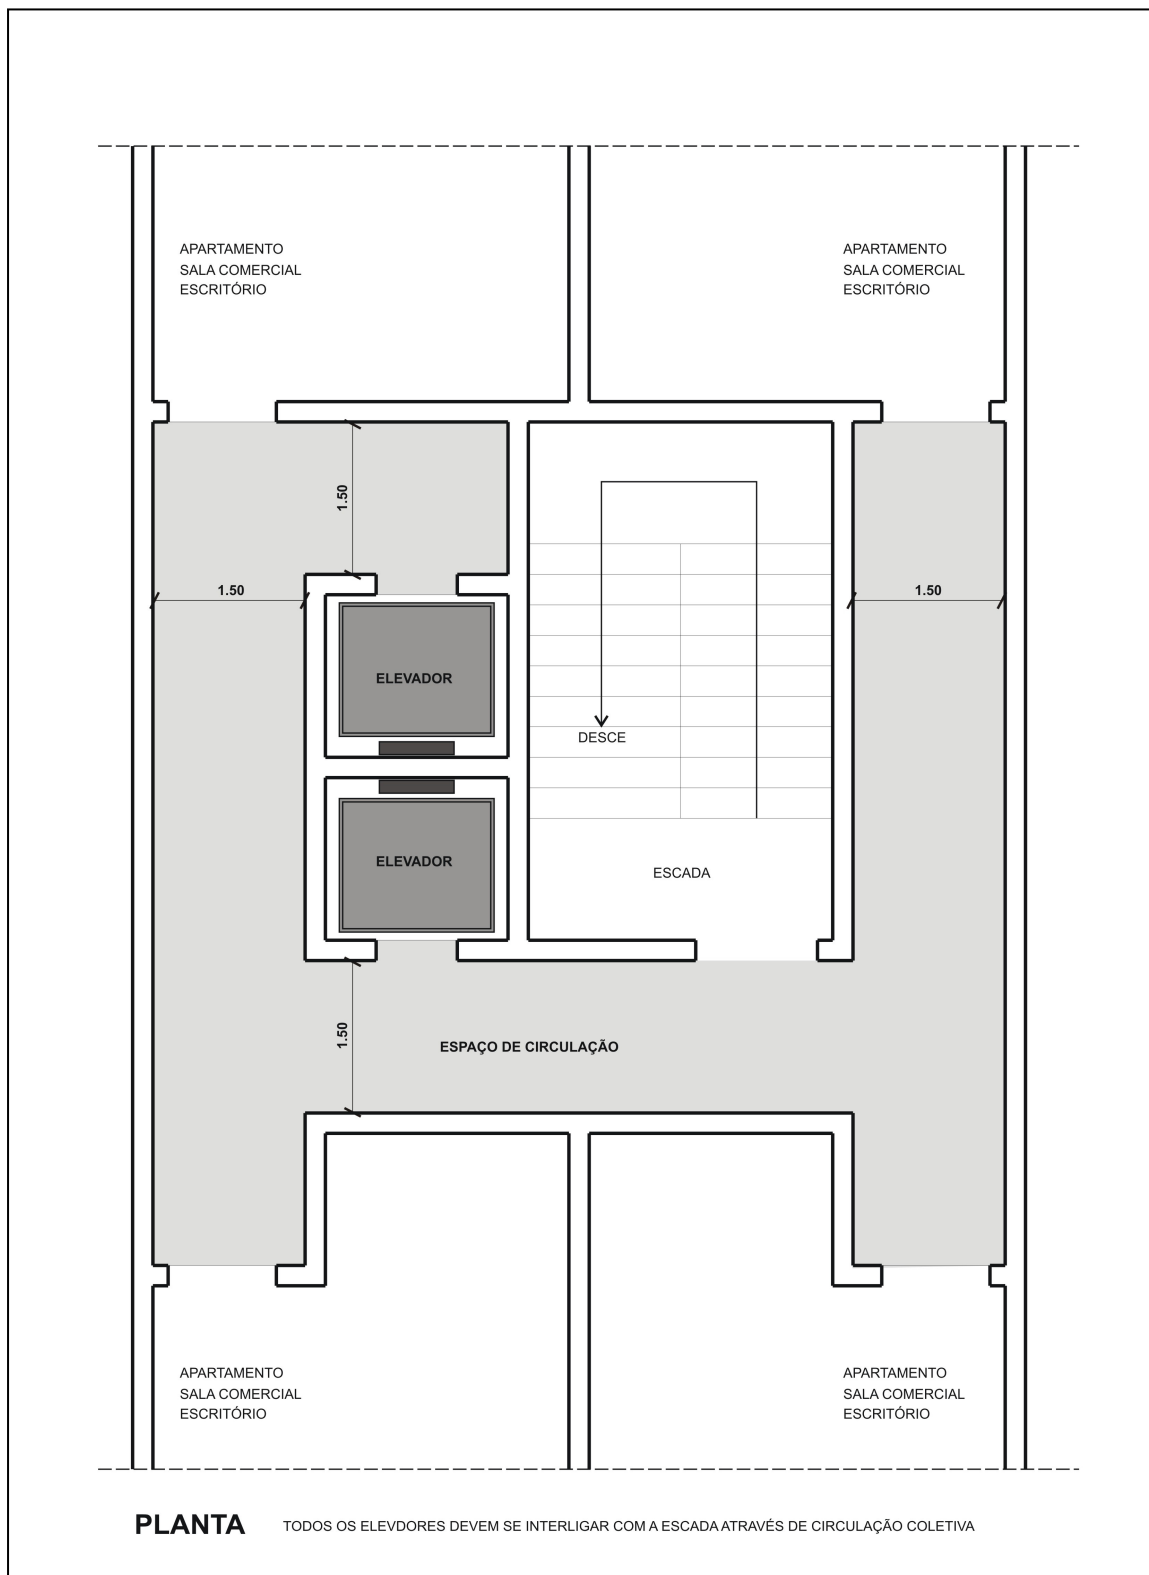 APARTAMENTO
SALA COMERCIAL
ESCRITÓRIO
APARTAMENTO
SALA COMERCIAL
ESCRITÓRIO
1.50
1.50
1.50
ELEVADOR
DESCE
ELEVADOR
ESCADA
1.50
ESPAÇO DE CIRCULAÇÃO
APARTAMENTO
SALA COMERCIAL
ESCRITÓRIO
APARTAMENTO
SALA COMERCIAL
ESCRITÓRIO
PLANTA TODOS OS ELEVDORES DEVEM SE INTERLIGAR COM A ESCADA ATRAVÉS DE CIRCULAÇÃO COLETIVA